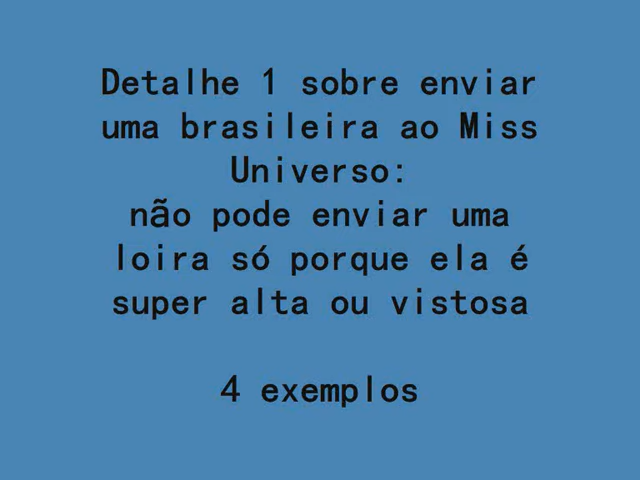 Detalhe 1 sobre enviar
uma brasileira ao Miss
Universo:
não pode enviar uma
loira só porque ela é
super alta ou vistosa
4 exemplos